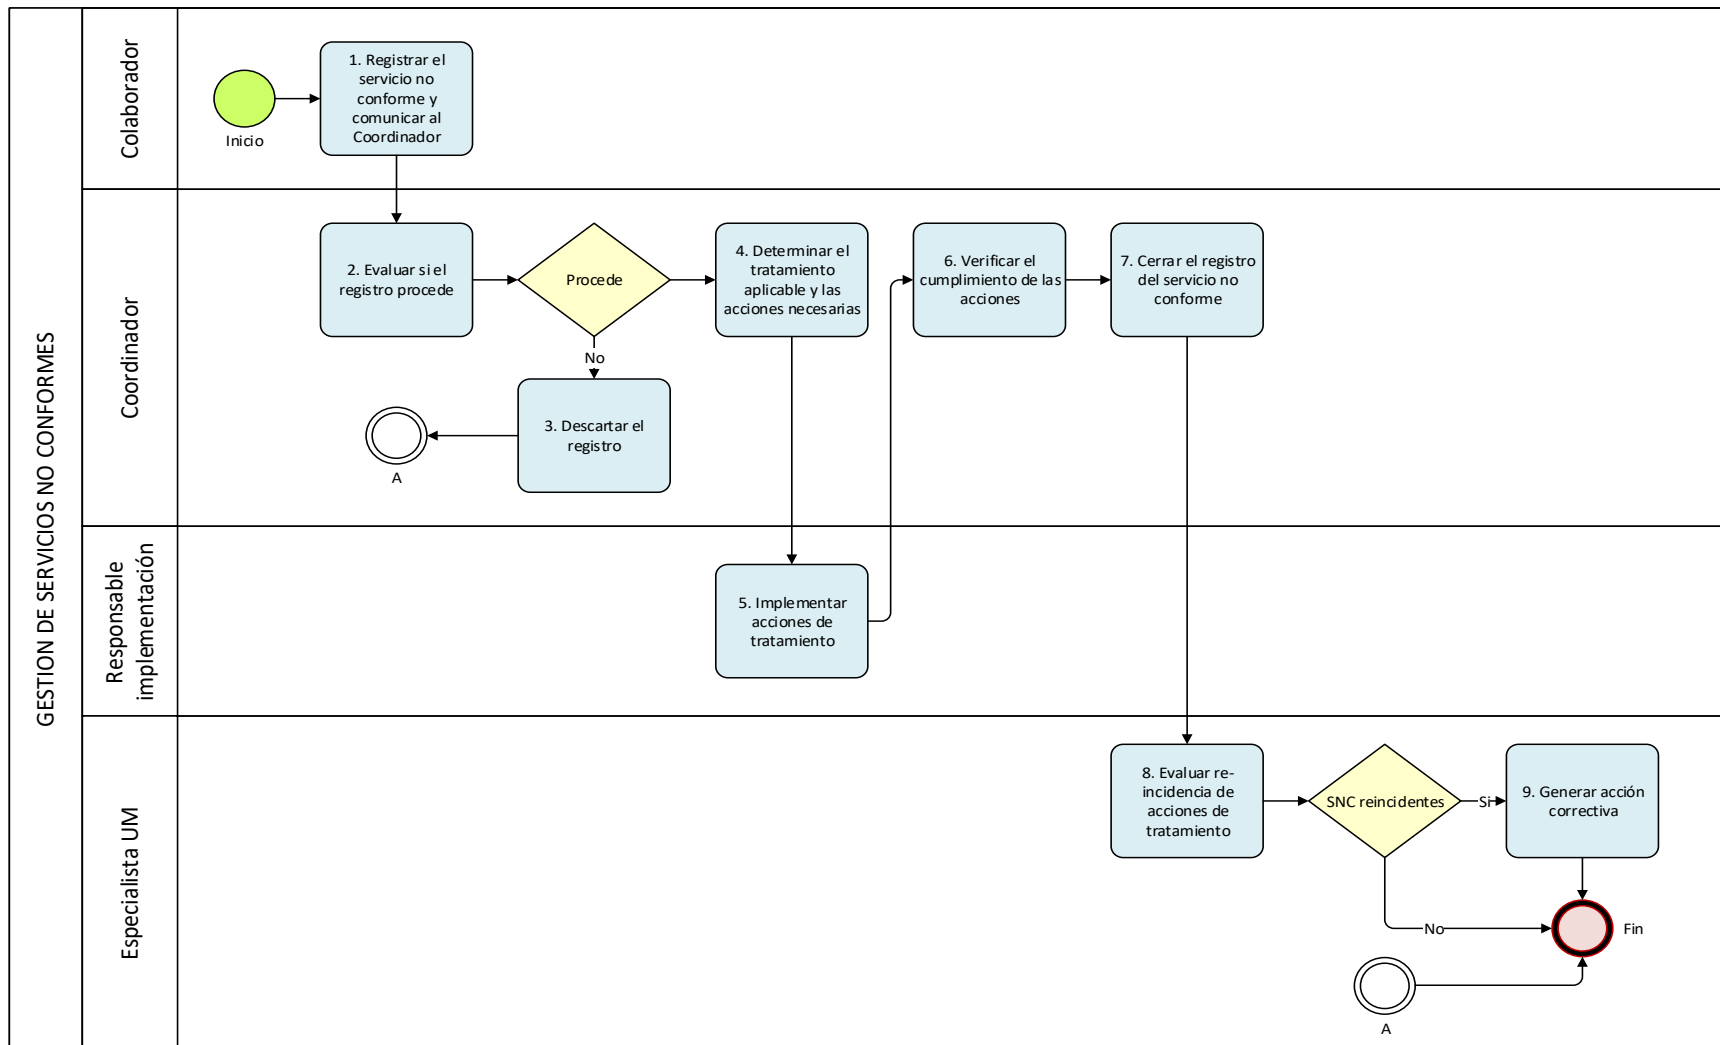 GESTION DE SERVICIOS NO CONFORMES
Colaborador
Inicio
1. Registrar el
servicio no
conforme y
comunicar al
Coordinador
Coordinador
2. Evaluar si el
registro procede
Procede
No
3. Descartar el
registro
A
4. Determinar el
tratamiento
aplicable y las
acciones necesarias
6. Verificar el
cumplimiento de las
acciones
7. Cerrar el registro
del servicio no
conforme
Responsable
implementación
5. Implementar
acciones de
tratamiento
Especialista UM
8. Evaluar re-
incidencia de
acciones de
tratamiento
SNC reincidentes
Si
9. Generar acción
correctiva
No
Fin
A